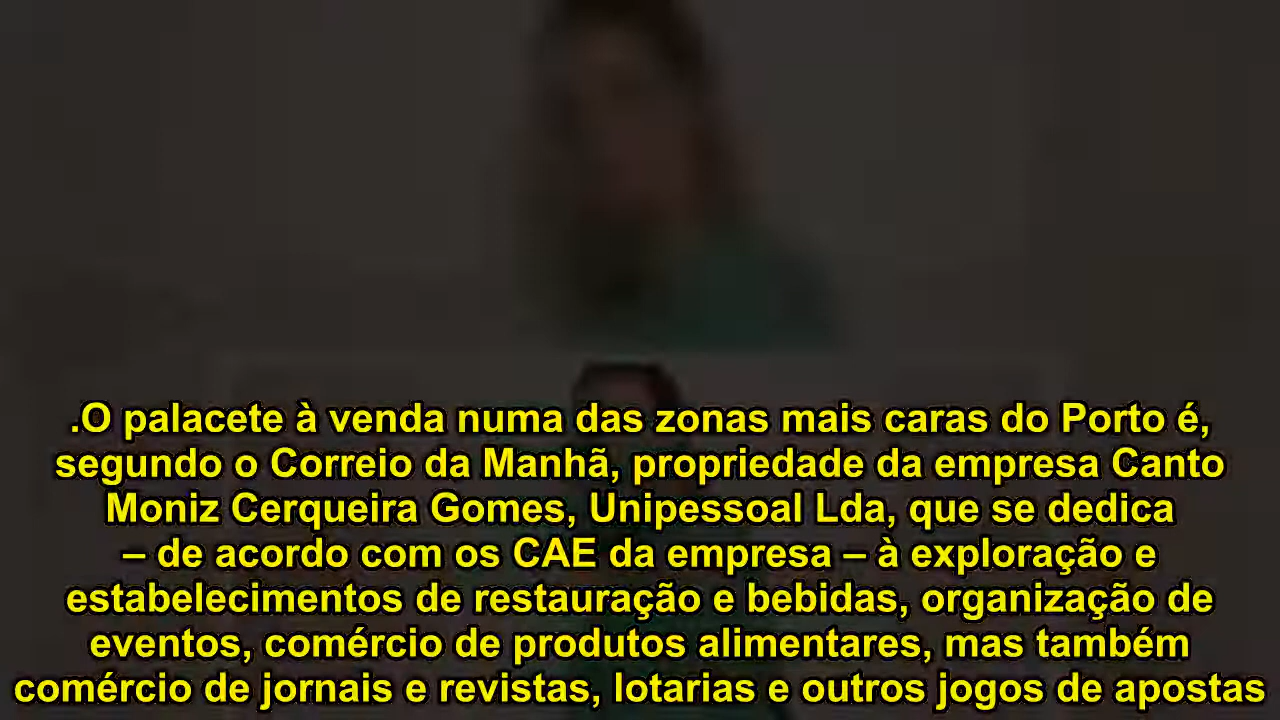 .O palacete à venda numa das zonas mais caras do Porto é,
segundo o Correio da Manhã, propriedade da empresa Canto
Moniz Cerqueira Gomes, Unipessoal Lda, que se dedica
– de acordo com os CAE da empresa – à exploração e
estabelecimentos de restauração e bebidas, organização de
eventos, comércio de produtos alimentares, mas também
comércio de jornais e revistas, lotarias e outros jogos de apostas